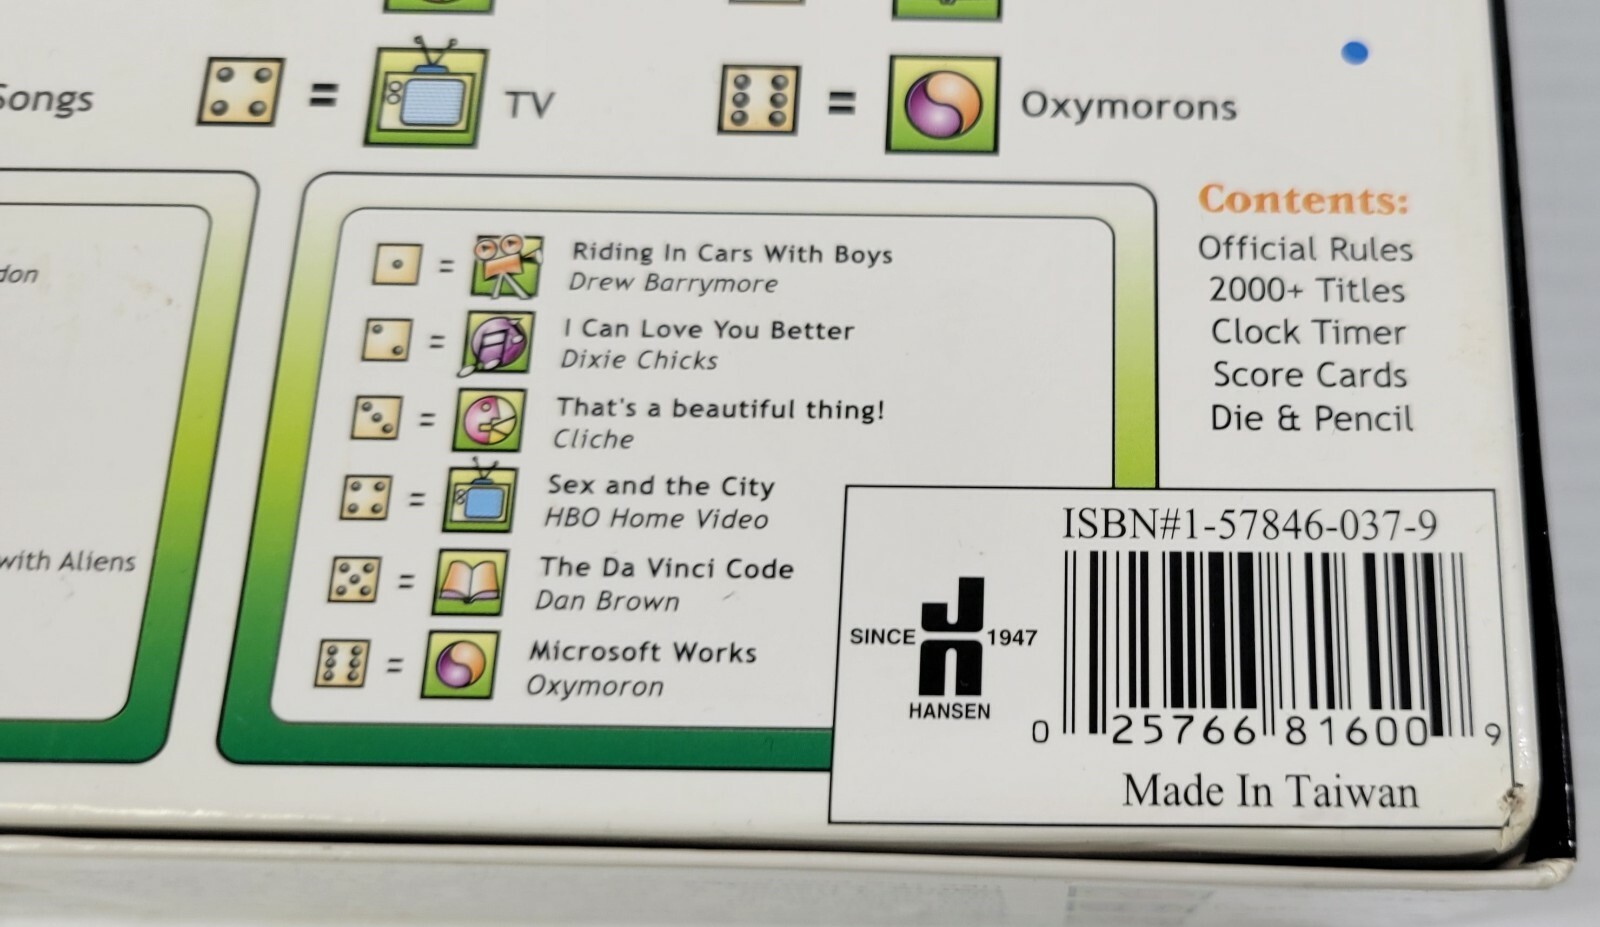 Songs
=
TV
=
Oxymorons
don
with Aliens
=
Riding In Cars With Boys
Drew Barrymore
=
I Can Love You Better
Dixie Chicks
=
That's a beautiful thing!
Cliche
=
Sex and the City
HBO Home Video
=
The Da Vinci Code
Dan Brown
=
Microsoft Works
Oxymoron
Contents:
Official Rules
2000+ Titles
Clock Timer
Score Cards
Die & Pencil
ISBN#1-57846-037-9
SINCE JN 1947
HANSEN
0 25766 81600 9
Made In Taiwan